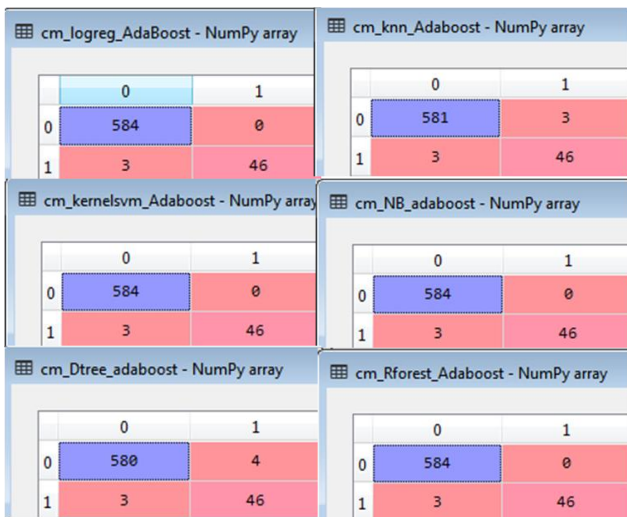 cm_logreg_AdaBoost - NumPy array
0 1
0 584 0
1 3 46
cm_knn_Adaboost - NumPy array
0 1
0 581 3
1 3 46
cm_kernelsvm_Adaboost - NumPy array
0 1
0 584 0
1 3 46
cm_NB_adaboost - NumPy array
0 1
0 584 0
1 3 46
cm_Dtree_adaboost - NumPy array
0 1
0 580 4
1 3 46
cm_Rforest_Adaboost - NumPy array
0 1
0 584 0
1 3 46